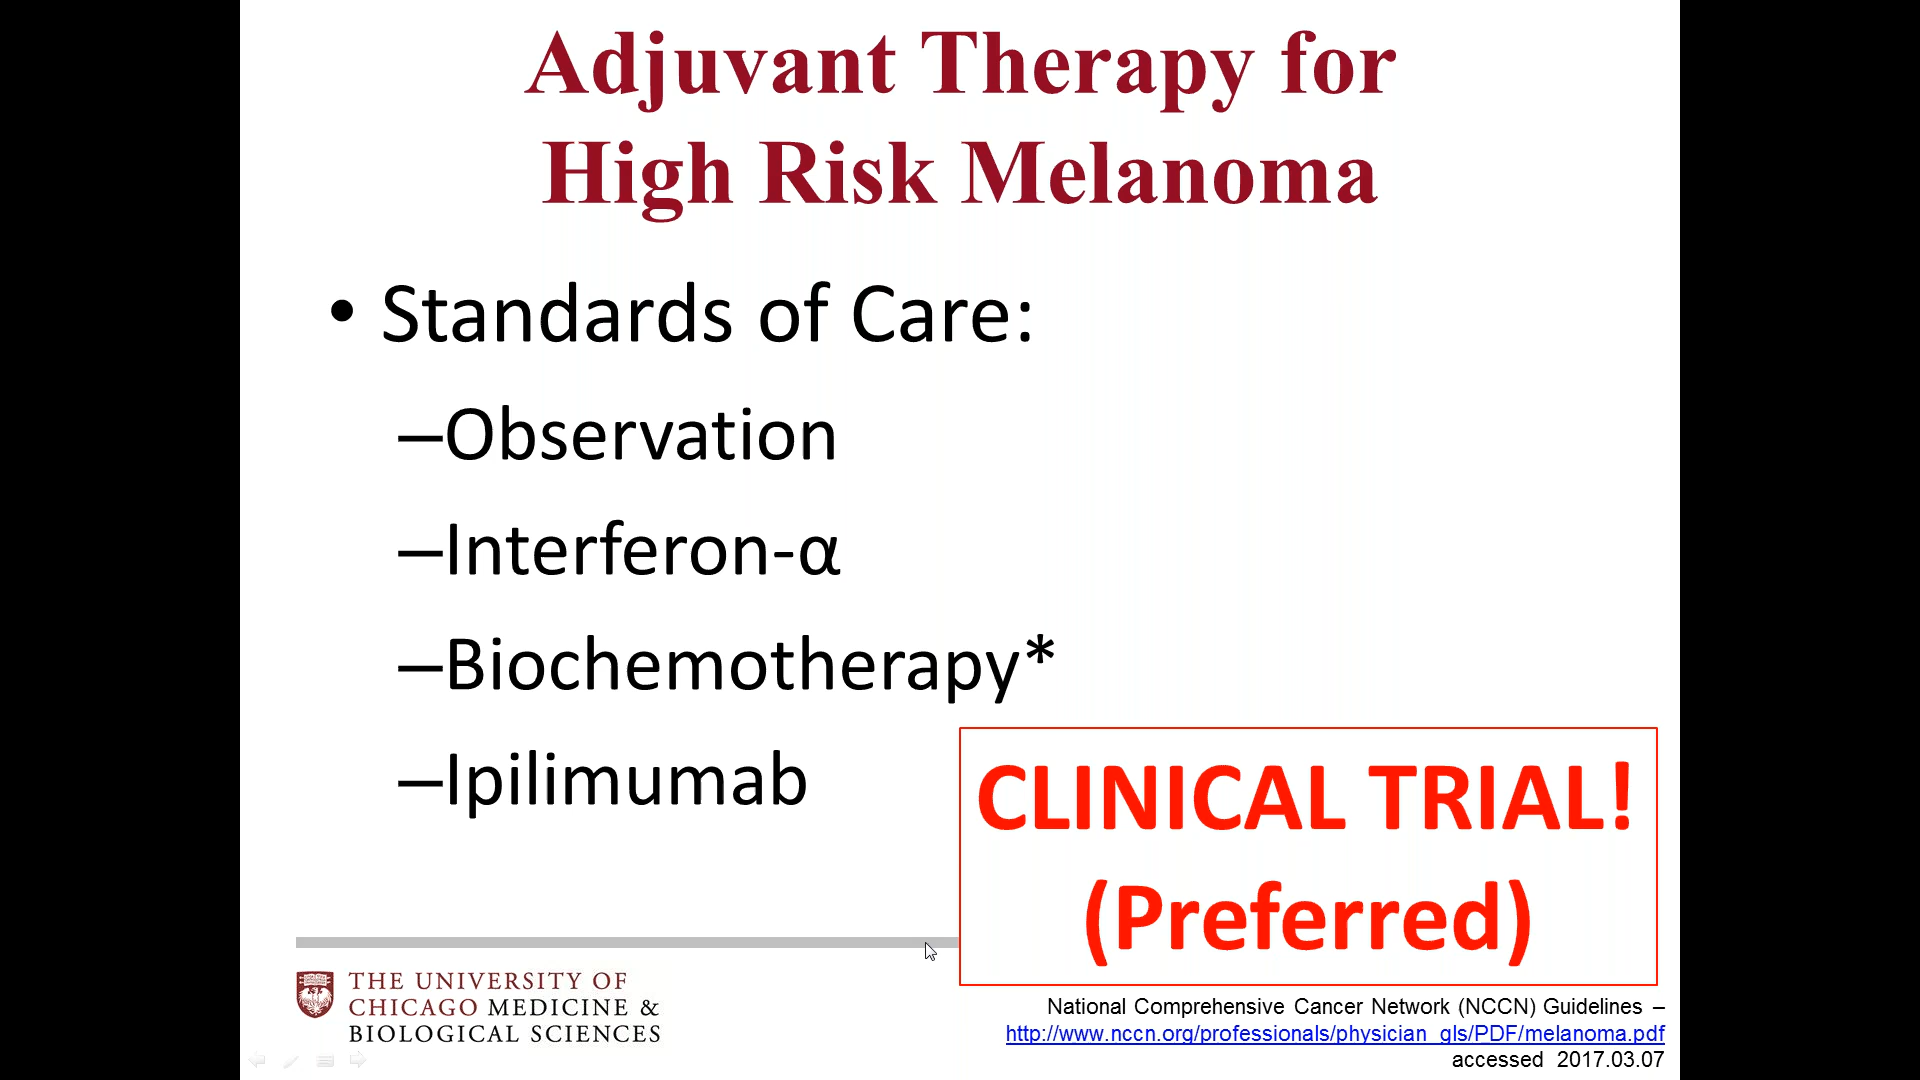 Adjuvant Therapy for
High Risk Melanoma
• Standards of Care:
–Observation
–Interferon-α
–Biochemotherapy*
–Ipilimumab
CLINICAL TRIAL!
(Preferred)
THE UNIVERSITY OF
CHICAGO MEDICINE &
BIOLOGICAL SCIENCES
National Comprehensive Cancer Network (NCCN) Guidelines –
http://www.nccn.org/professionals/physician_gls/PDF/melanoma.pdf
accessed 2017.03.07